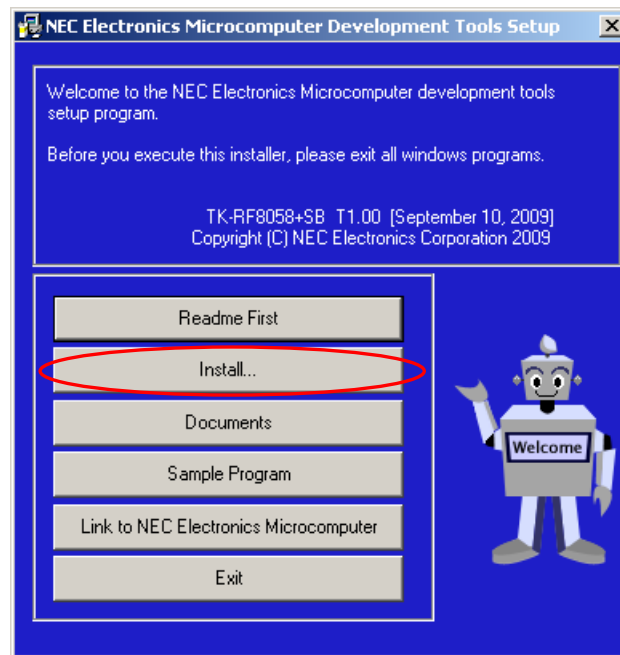 NEC Electronics Microcomputer Development Tools Setup
Welcome to the NEC Electronics Microcomputer development tools
setup program.
Before you execute this installer, please exit all windows programs.
TK-RF8058+SB T1.00 [September 10, 2009]
Copyright (C) NEC Electronics Corporation 2009
Readme First
Install...
Documents
Sample Program
Link to NEC Electronics Microcomputer
Exit
Welcome